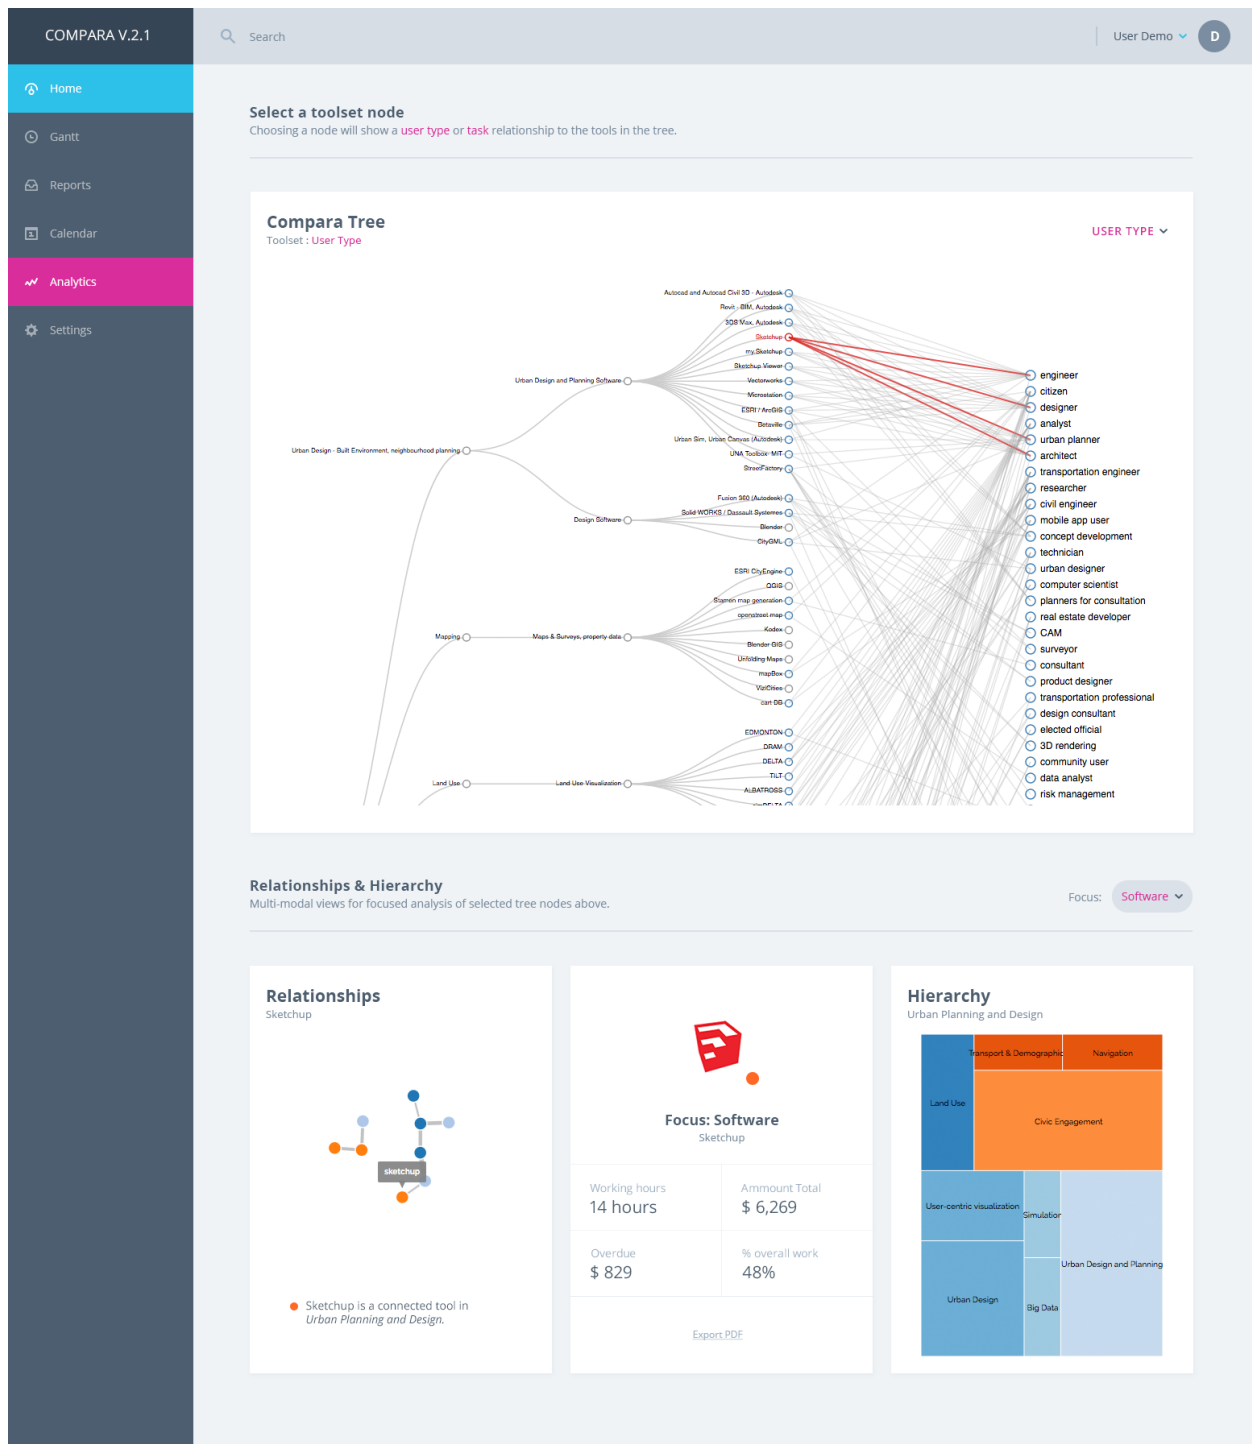 COMPARA V.2.1
Search
User Demo
D
Home
Gantt
Reports
Calendar
Analytics
Settings
Select a toolset node
Choosing a node will show a user type or task relationship to the tools in the tree.
Compara Tree
Toolset : User Type
USER TYPE
Autocad and Autocad Civil 3D - Autodesk
Revit - BIM, Autodesk
3DS Max, Autodesk
Sketchup
my Sketchup
Sketchup Viewer
Vectorworks
Microstation
ESRI / ArcGIS
Betaville
Urban Sim, Urban Canvas (Autodesk)
UNA Toolbox- MIT
StreetFactory
Urban Design and Planning Software
Urban Design - Built Environment, neighbourhood planning
Fusion 360 (Autodesk)
Solid WORKS / Dassault Systemes
Blender
CityGML
Design Software
ESRI CityEngine
QGIS
Stamen map generation
openstreet map
Kodex
Blender GIS
Unfolding Maps
mapBox
ViziCities
cart DB
Mapping
Maps & Surveys, property data
EDMONTON
DRAM
DELTA
TILT
ALBATROSS
simDELTA
Land Use
Land Use Visualization
engineer
citizen
designer
analyst
urban planner
architect
transportation engineer
researcher
civil engineer
mobile app user
concept development
technician
urban designer
computer scientist
planners for consultation
real estate developer
CAM
surveyor
consultant
product designer
transportation professional
design consultant
elected official
3D rendering
community user
data analyst
risk management
Relationships & Hierarchy
Multi-modal views for focused analysis of selected tree nodes above.
Focus:
Software
Relationships
Sketchup
sketchup
Sketchup is a connected tool in
Urban Planning and Design.
Focus: Software
Sketchup
Working hours
14 hours
Ammount Total
$ 6,269
Overdue
$ 829
% overall work
48%
Export PDF
Hierarchy
Urban Planning and Design
Land Use
Transport & Demographic
Navigation
Civic Engagement
User-centric visualization
Simulation
Urban Design and Planning
Urban Design
Big Data